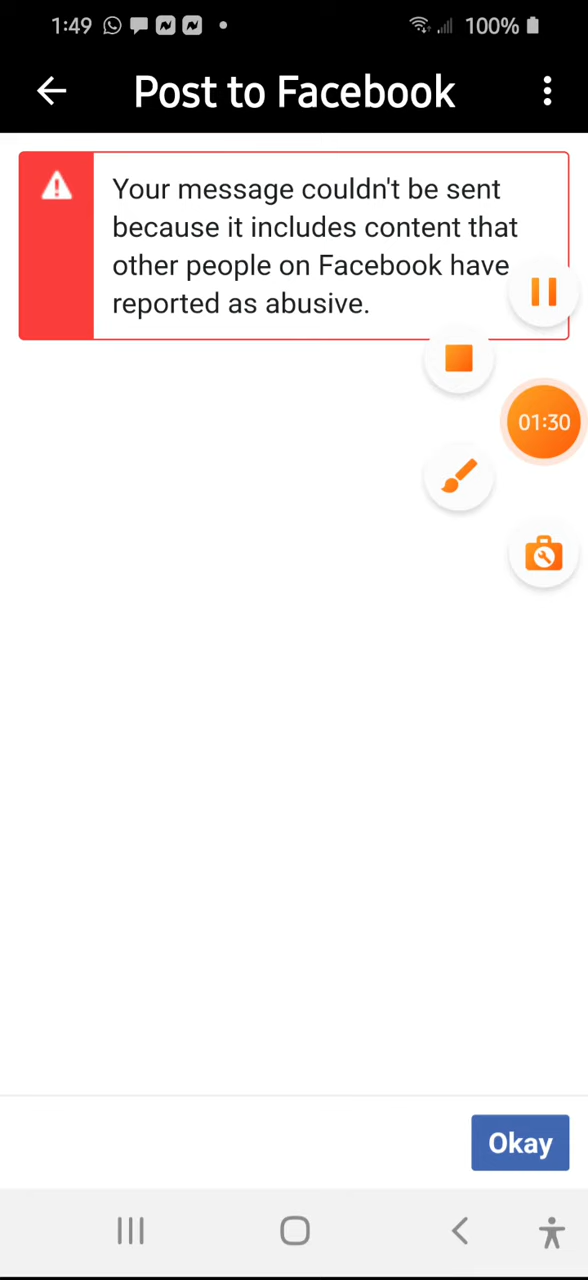 1:49 100%
Post to Facebook
Your message couldn't be sent
because it includes content that
other people on Facebook have
reported as abusive.
01:30
Okay